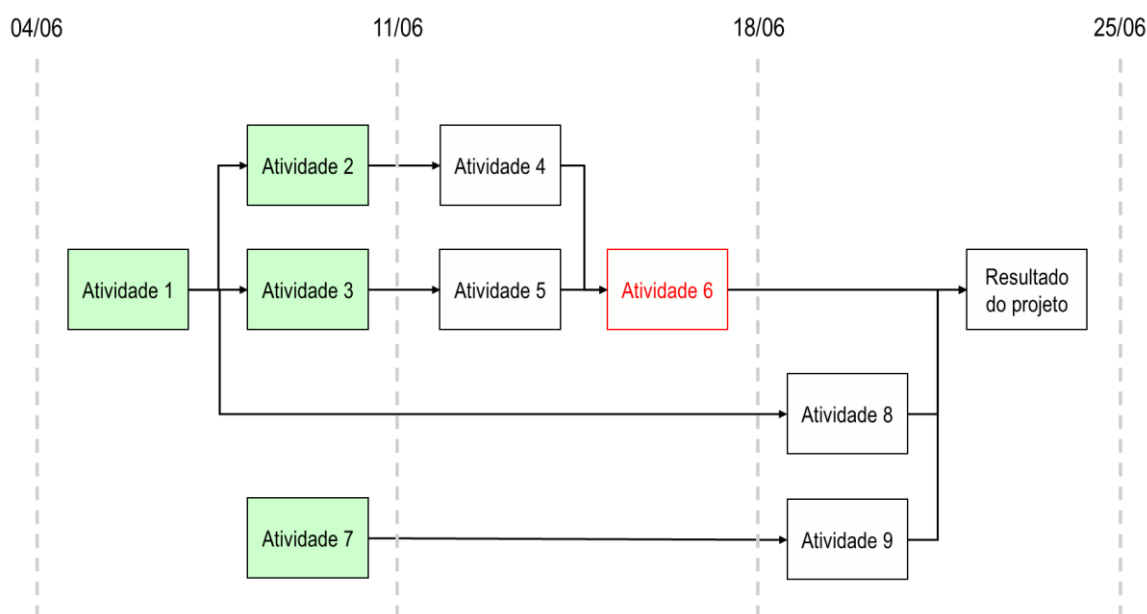 04/06
11/06
18/06
25/06
Atividade 2
Atividade 4
Atividade 1
Atividade 3
Atividade 5
Atividade 6
Resultado
do projeto
Atividade 8
Atividade 7
Atividade 9